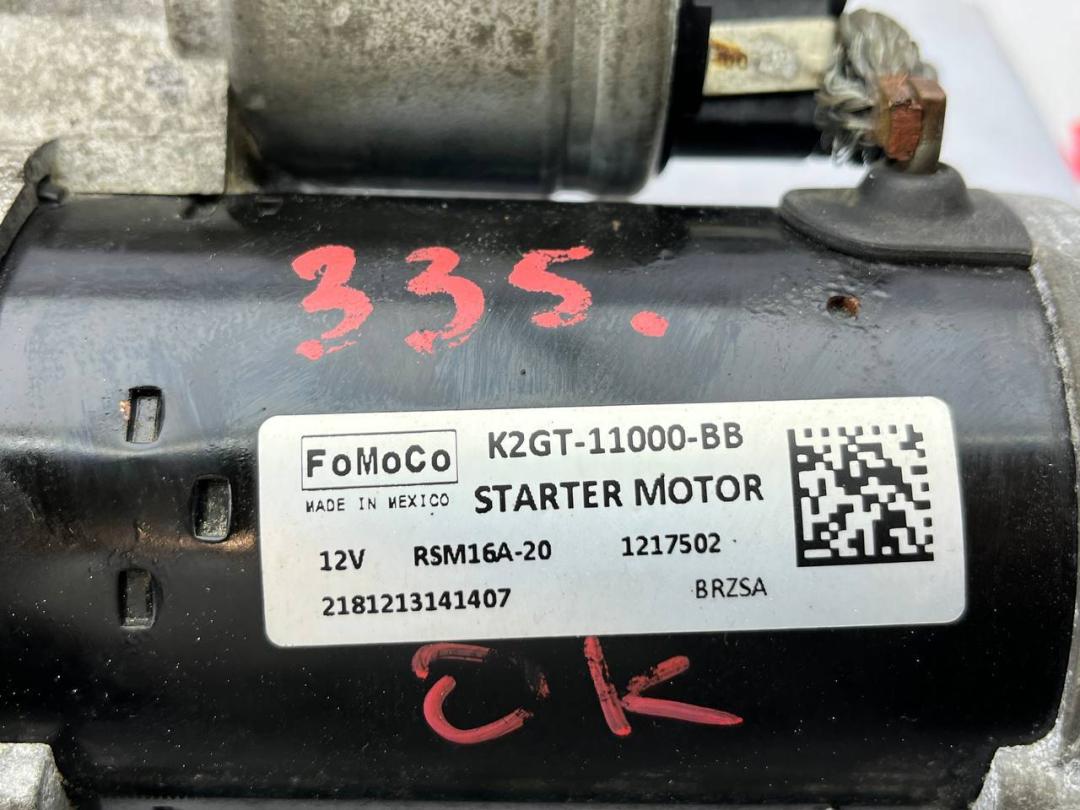 335.
FoMoCo K2GT-11000-BB
MADE IN MEXICO STARTER MOTOR
12V RSM16A-20 1217502
2181213141407 BRZSA
OK